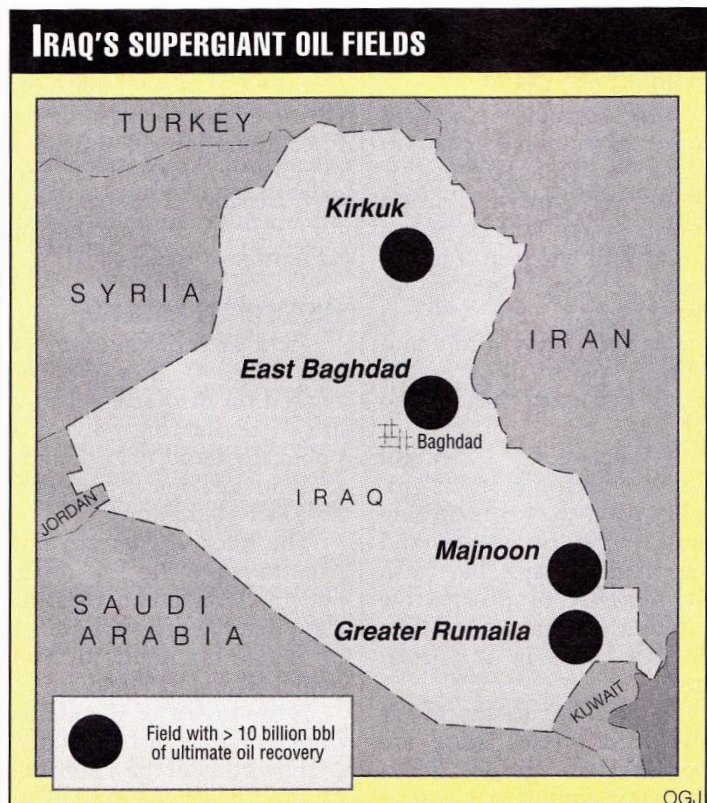 IRAQ'S SUPERGIANT OIL FIELDS
TURKEY
Kirkuk
SYRIA
IRAN
East Baghdad
Baghdad
IRAQ
JORDAN
Majnoon
SAUDI
ARABIA
Greater Rumaila
KUWAIT
Field with > 10 billion bbl
of ultimate oil recovery
OGJ